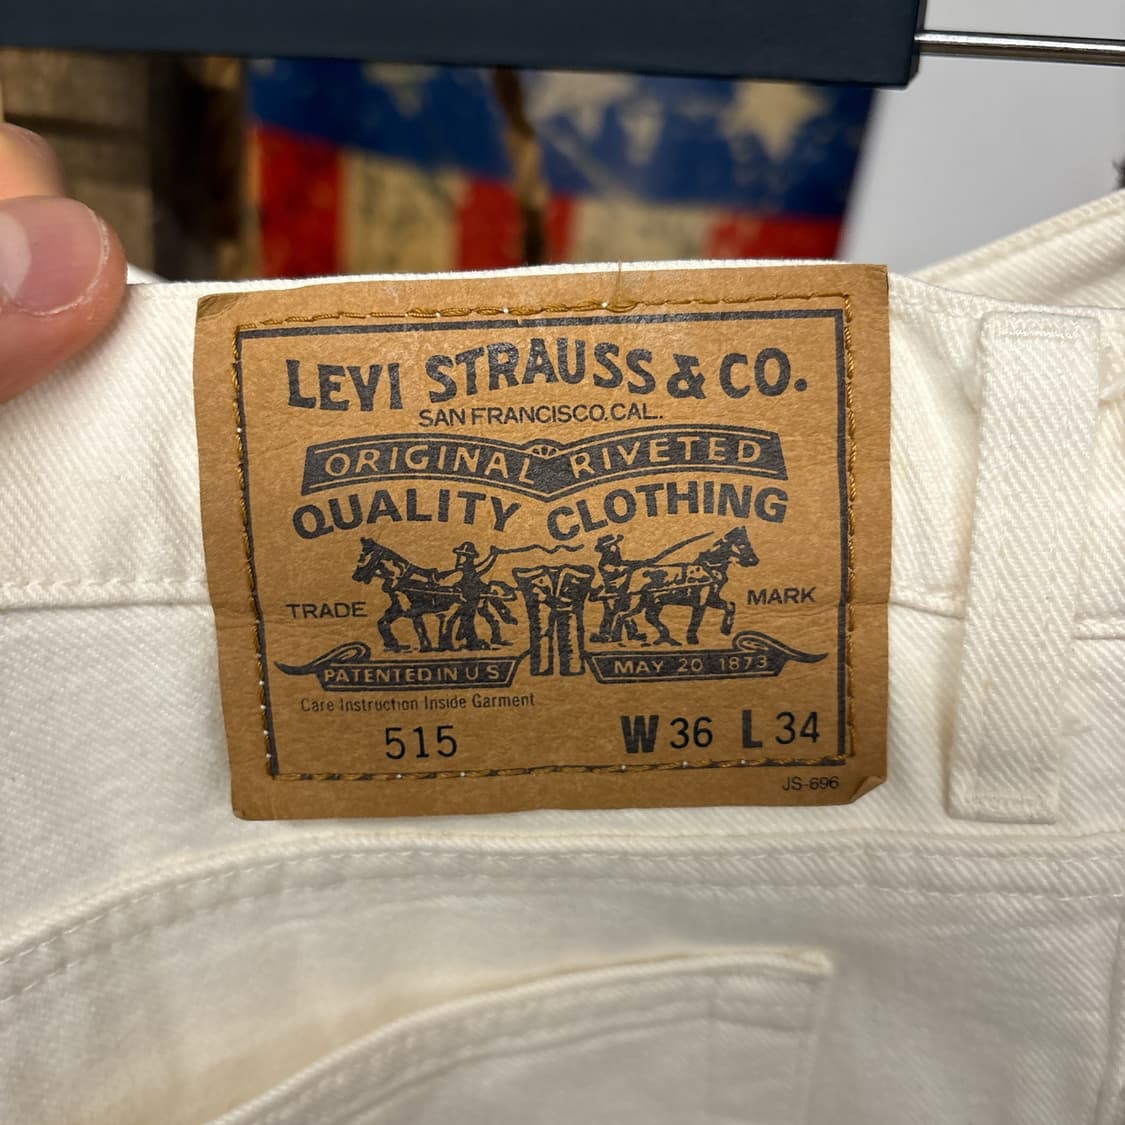 LEVI STRAUSS & CO.
SAN FRANCISCO.CAL.
ORIGINAL RIVETED
QUALITY CLOTHING
TRADE MARK
PATENTED IN U S MAY 20 1873
Care Instruction Inside Garment
515 W 36 L 34
JS-696